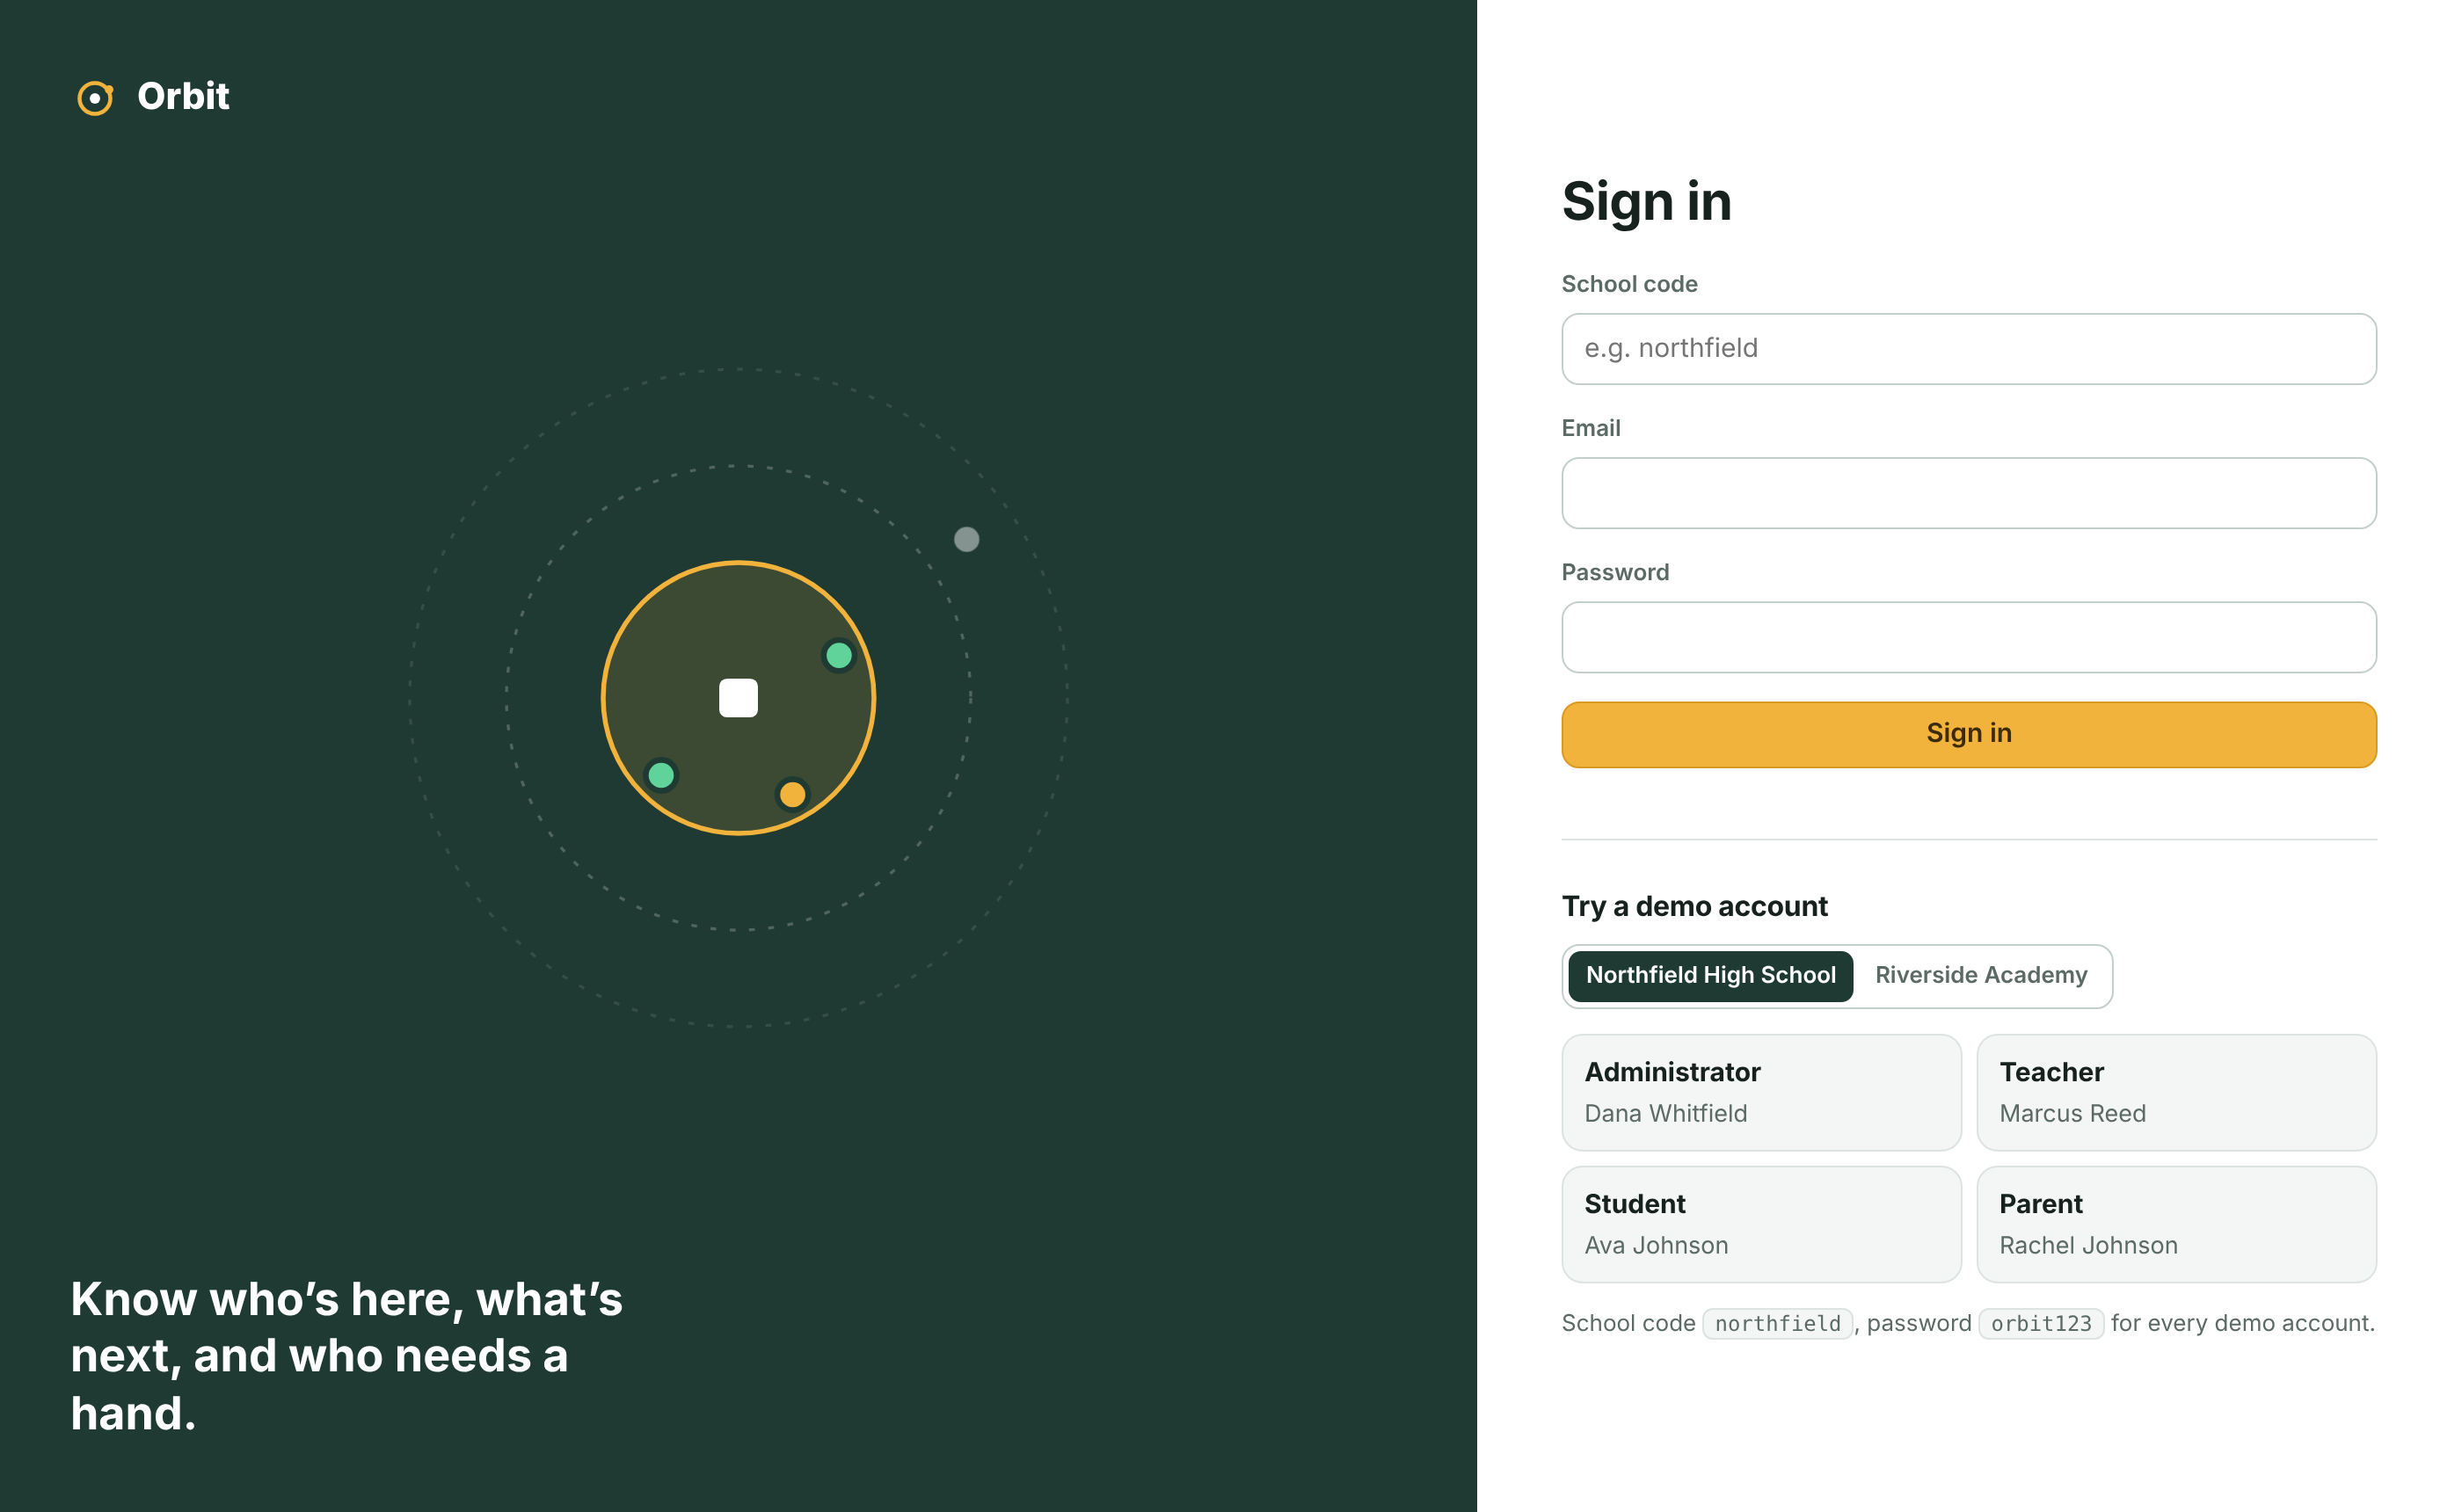 Orbit
Know who’s here, what’s
next, and who needs a
hand.
Sign in
School code
e.g. northfield
Email
Password
Sign in
Try a demo account
Northfield High School
Riverside Academy
Administrator
Dana Whitfield
Teacher
Marcus Reed
Student
Ava Johnson
Parent
Rachel Johnson
School code northfield, password orbit123 for every demo account.